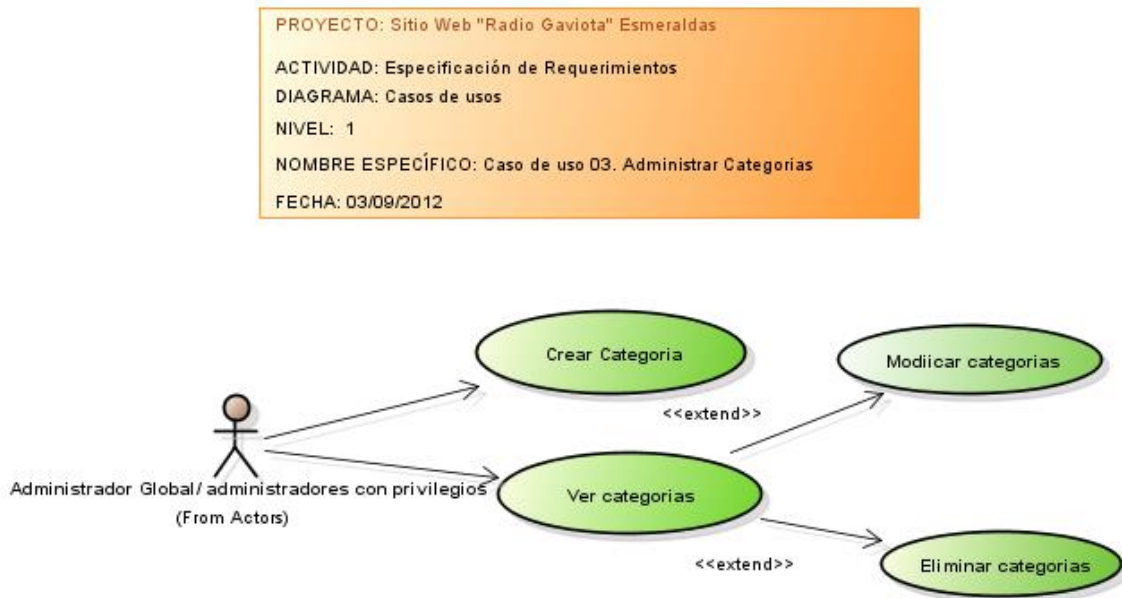 PROYECTO: Sitio Web "Radio Gaviota" Esmeraldas
ACTIVIDAD: Especificación de Requerimientos
DIAGRAMA: Casos de usos
NIVEL: 1
NOMBRE ESPECÍFICO: Caso de uso 03. Administrar Categorias
FECHA: 03/09/2012
Crear Categoria
Modiicar categorias
<<extend>>
Administrador Global/ administradores con privilegios
(From Actors)
Ver categorias
<<extend>>
Eliminar categorias